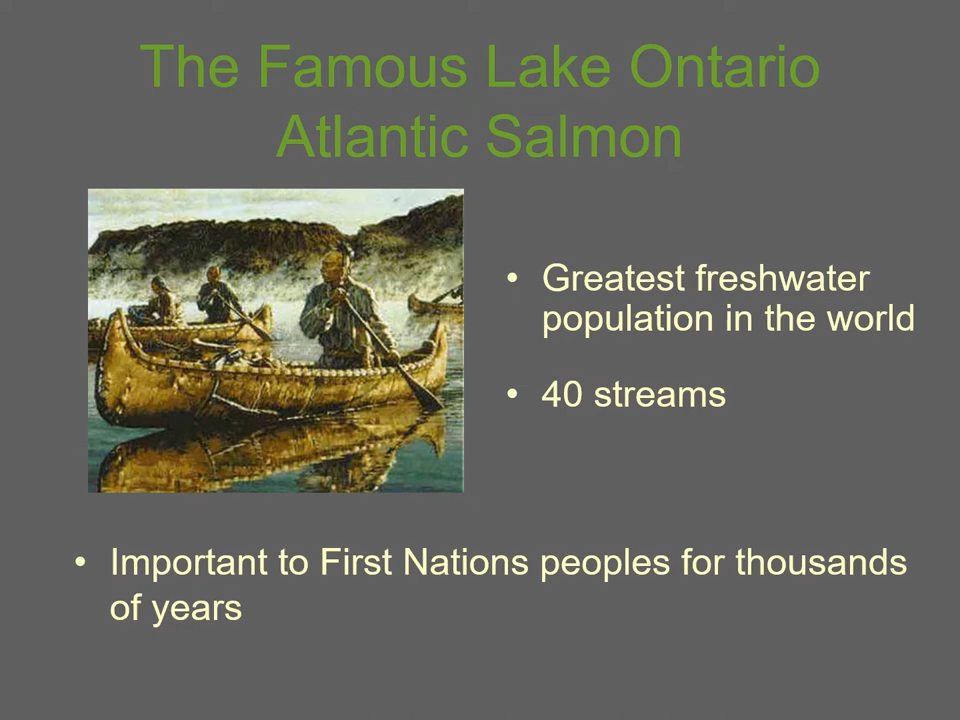 The Famous Lake Ontario
Atlantic Salmon
• Greatest freshwater
population in the world
• 40 streams
• Important to First Nations peoples for thousands
of years